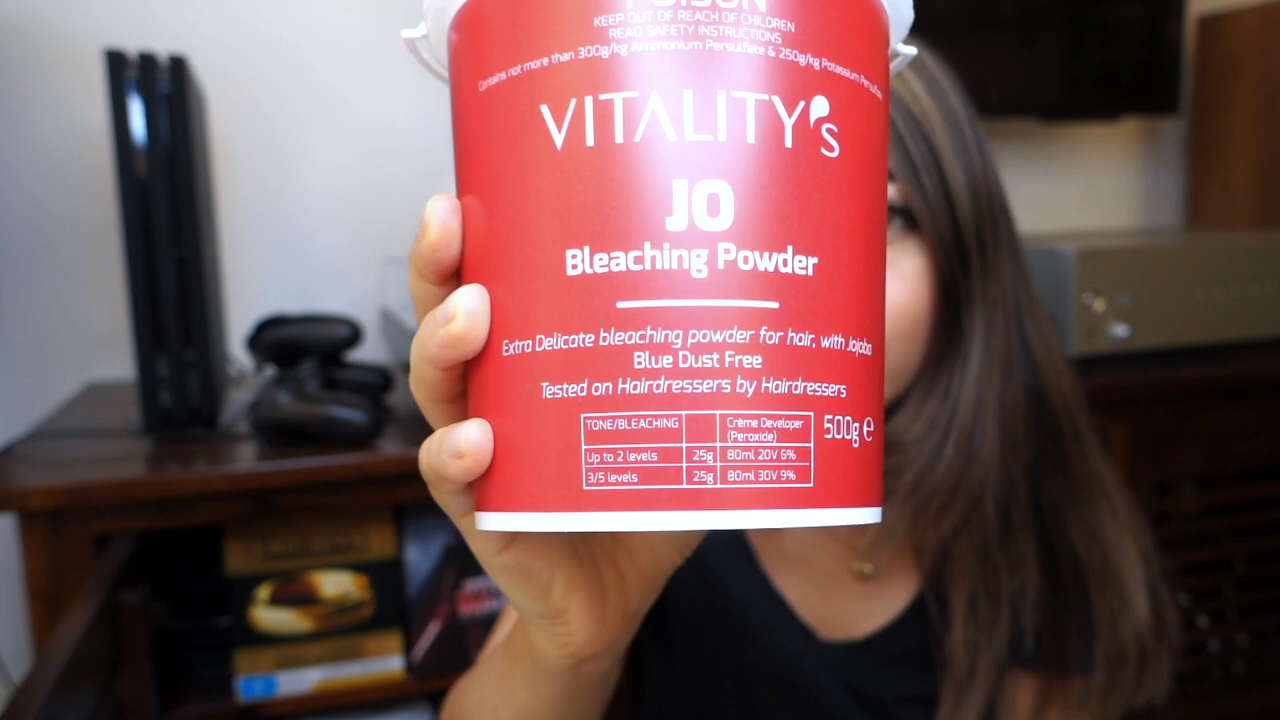 POISON
KEEP OUT OF REACH OF CHILDREN
READ SAFETY INSTRUCTIONS
Contains not more than 300g/kg Ammonium Persulfate & 250g/kg Potassium Persulfate
VITALITY's
JO
Bleaching Powder
Extra Delicate bleaching powder for hair, with Jojoba
Blue Dust Free
Tested on Hairdressers by Hairdressers
TONE/BLEACHING Crème Developer (Peroxide)
Up to 2 levels 25g 80ml 20V 6%
3/5 levels 25g 80ml 30V 9%
500g e